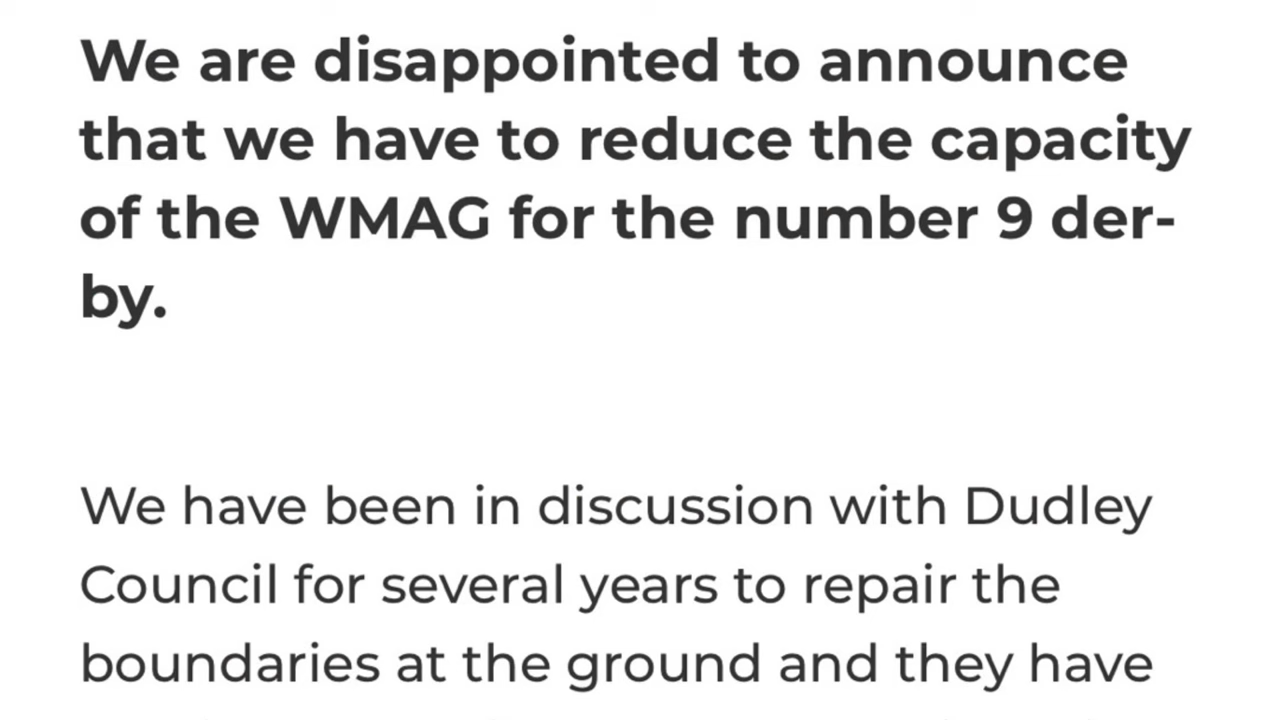 We are disappointed to announce
that we have to reduce the capacity
of the WMAG for the number 9 der-
by.
We have been in discussion with Dudley
Council for several years to repair the
boundaries at the ground and they have